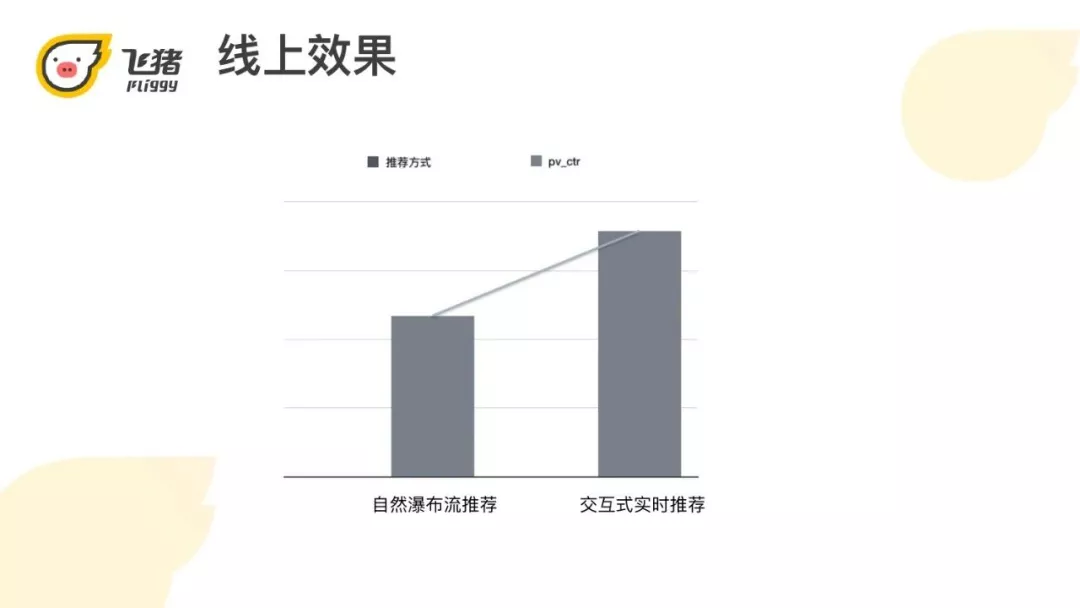 飞猪
Fliggy
线上效果
推荐方式
pv_ctr
自然瀑布流推荐
交互式实时推荐